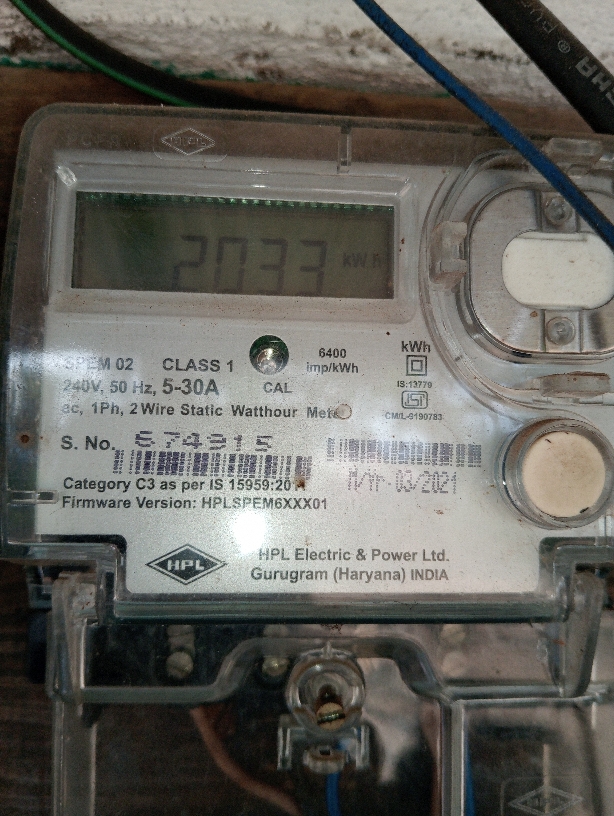 HPL
2033 kWh
SPEM 02 CLASS 1
6400
imp/kWh
kWh
240V, 50 Hz, 5-30A
CAL
IS:13779
ISI
ac, 1Ph, 2 Wire Static Watthour Meter
CM/L-9190783
S. No. 674915
Category C3 as per IS 15959:20
M/Yr- 03/2021
Firmware Version: HPLSPEM6XXX01
HPL
HPL Electric & Power Ltd.
Gurugram (Haryana) INDIA